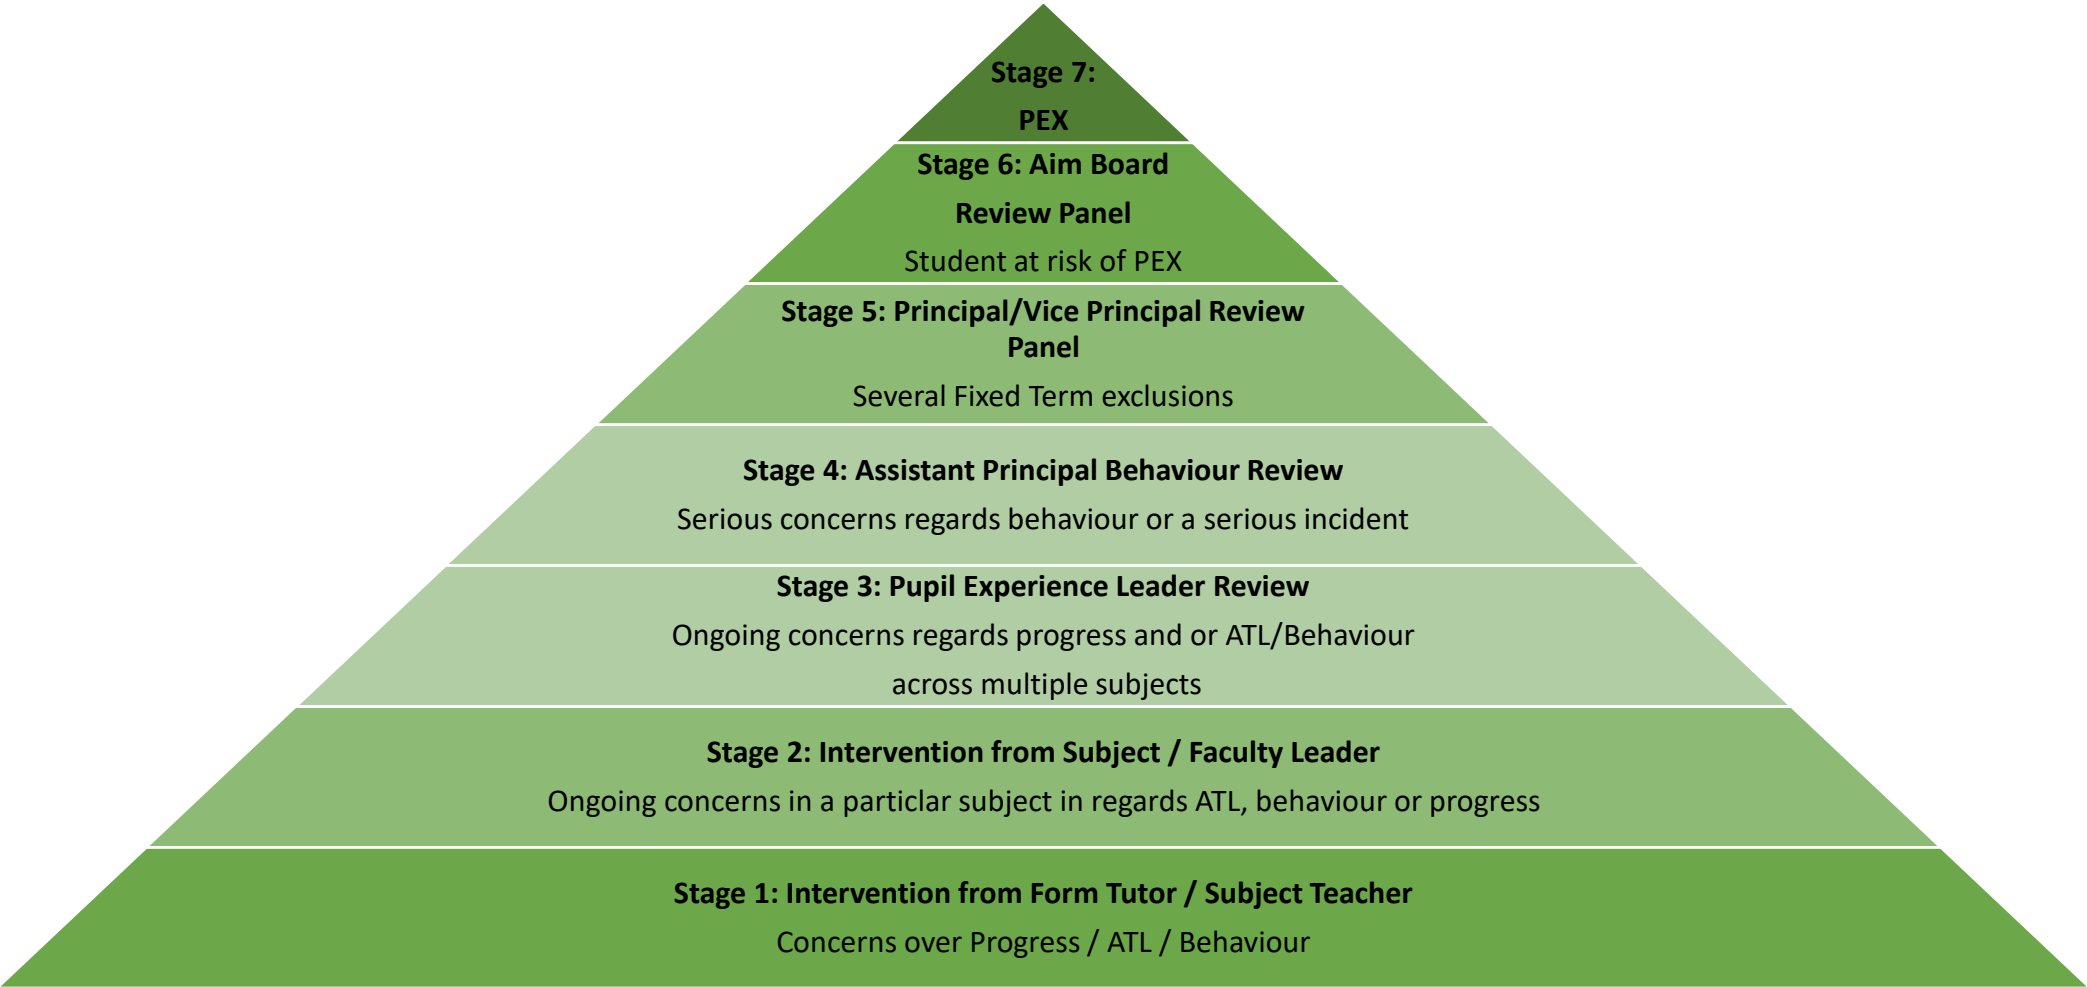 Stage 7:
PEX
Stage 6: Aim Board
Review Panel
Student at risk of PEX
Stage 5: Principal/Vice Principal Review
Panel
Several Fixed Term exclusions
Stage 4: Assistant Principal Behaviour Review
Serious concerns regards behaviour or a serious incident
Stage 3: Pupil Experience Leader Review
Ongoing concerns regards progress and or ATL/Behaviour
across multiple subjects
Stage 2: Intervention from Subject / Faculty Leader
Ongoing concerns in a particlar subject in regards ATL, behaviour or progress
Stage 1: Intervention from Form Tutor / Subject Teacher
Concerns over Progress / ATL / Behaviour